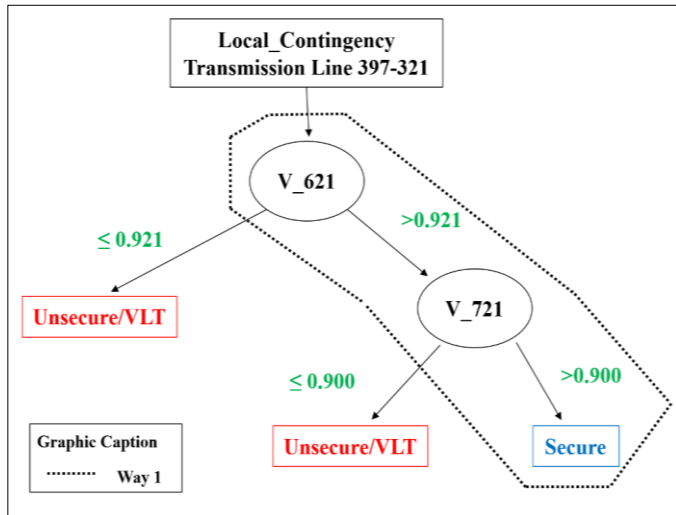 Local_Contingency
Transmission Line 397-321
V_621
≤ 0.921
>0.921
Unsecure/VLT
V_721
≤ 0.900
>0.900
Unsecure/VLT
Secure
Graphic Caption
Way 1